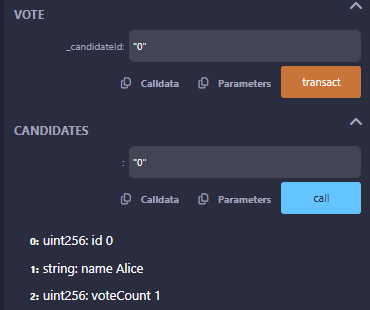 VOTE
_candidateId: "0"
Calldata Parameters transact
CANDIDATES
: "0"
Calldata Parameters call
0: uint256: id 0
1: string: name Alice
2: uint256: voteCount 1